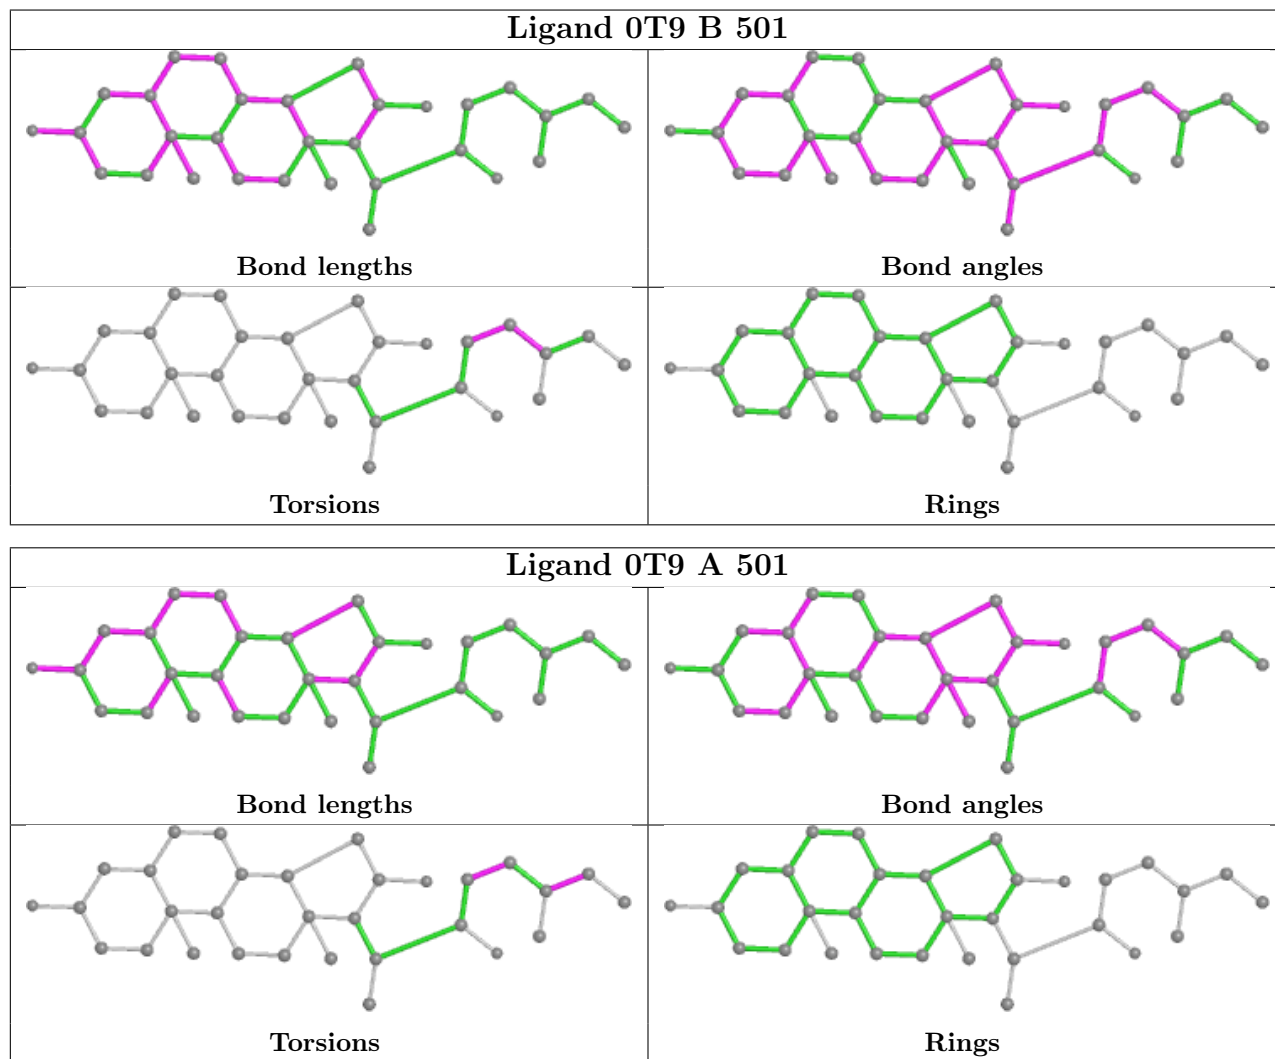 Ligand 0T9 B 501
Bond lengths
Bond angles
Torsions
Rings
Ligand 0T9 A 501
Bond lengths
Bond angles
Torsions
Rings